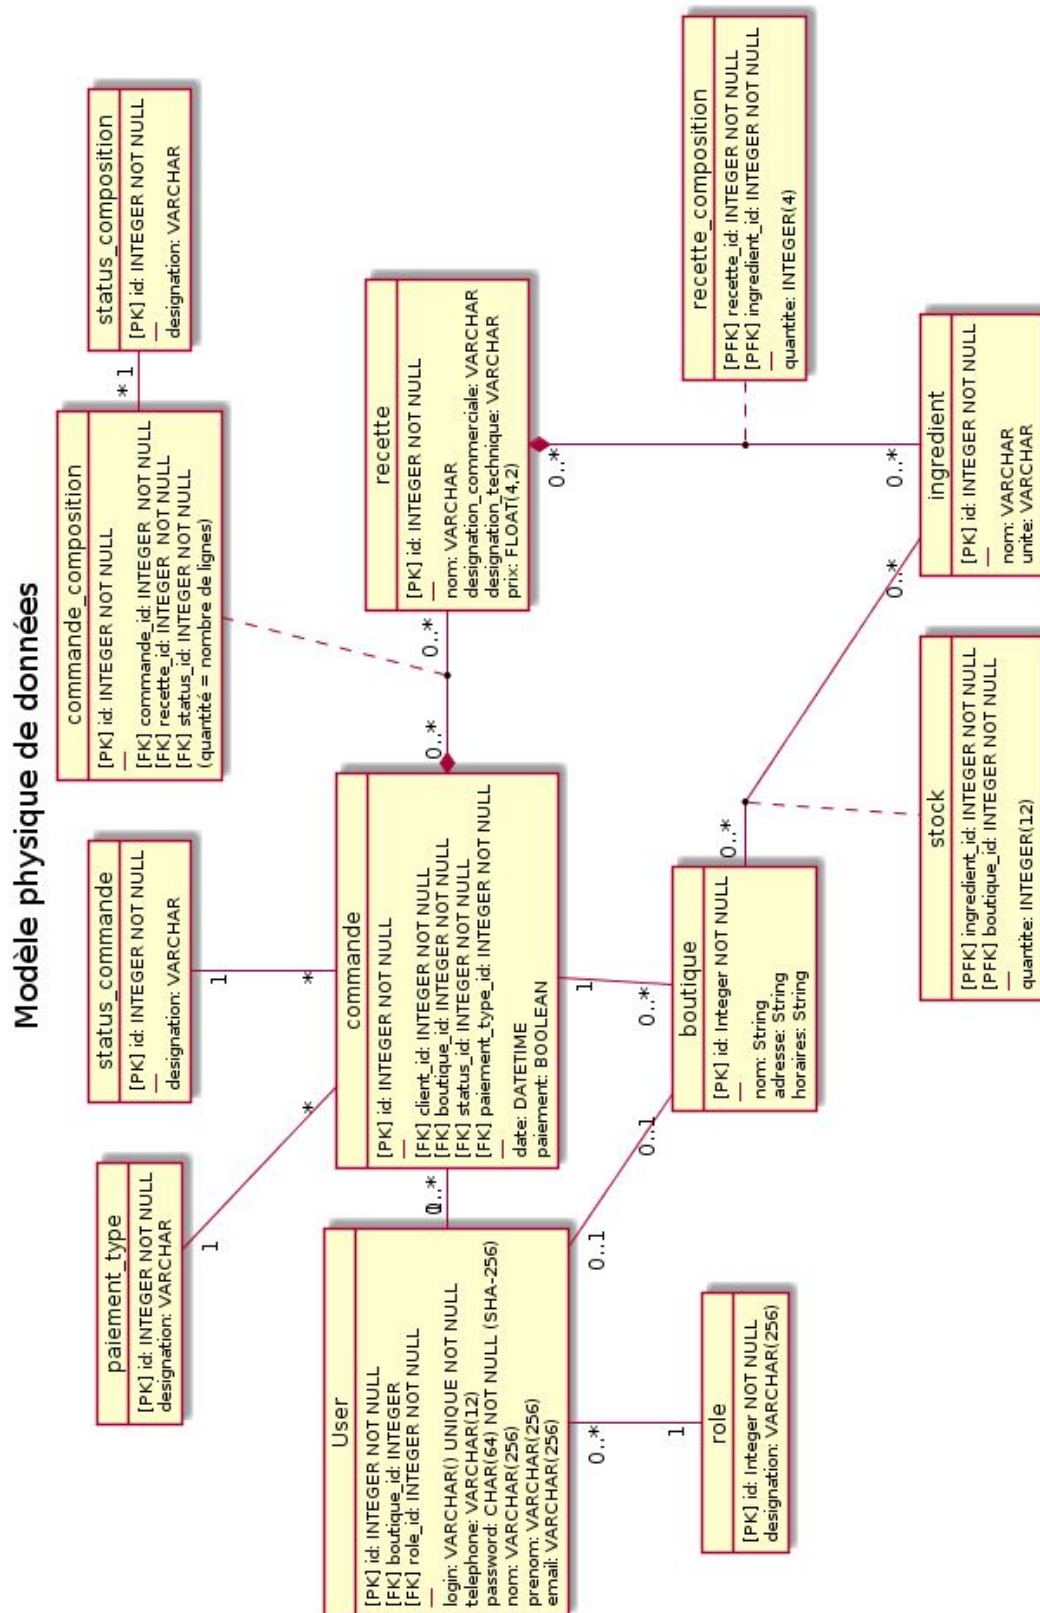 Modèle physique de données
paiement_type
[PK] id: INTEGER NOT NULL
designation: VARCHAR
status_commande
[PK] id: INTEGER NOT NULL
designation: VARCHAR
commande_composition
[PK] id: INTEGER NOT NULL
[FK] commande_id: INTEGER NOT NULL
[FK] recette_id: INTEGER NOT NULL
[FK] status_id: INTEGER NOT NULL
(quantité = nombre de lignes)
status_composition
[PK] id: INTEGER NOT NULL
designation: VARCHAR
* 1
1
*
1
*
User
[PK] id: INTEGER NOT NULL
[FK] boutique_id: INTEGER
[FK] role_id: INTEGER NOT NULL
login: VARCHAR() UNIQUE NOT NULL
telephone: VARCHAR(12)
password: CHAR(64) NOT NULL (SHA-256)
nom: VARCHAR(256)
prenom: VARCHAR(256)
email: VARCHAR(256)
commande
[PK] id: INTEGER NOT NULL
[FK] client_id: INTEGER NOT NULL
[FK] boutique_id: INTEGER NOT NULL
[FK] status_id: INTEGER NOT NULL
[FK] paiement_type_id: INTEGER NOT NULL
date: DATETIME
paiement: BOOLEAN
0..*
0..*
recette
[PK] id: INTEGER NOT NULL
nom: VARCHAR
designation_commerciale: VARCHAR
designation_technique: VARCHAR
prix: FLOAT(4,2)
0..*
0..1
0..1
1
0..*
0..*
0..*
1
role
[PK] id: Integer NOT NULL
designation: VARCHAR(256)
boutique
[PK] id: Integer NOT NULL
nom: String
adresse: String
horaires: String
0..*
recette_composition
[PFK] recette_id: INTEGER NOT NULL
[PFK] ingredient_id: INTEGER NOT NULL
quantite: INTEGER(4)
0..*
0..*
stock
[PFK] ingredient_id: INTEGER NOT NULL
[PFK] boutique_id: INTEGER NOT NULL
quantite: INTEGER(12)
ingredient
[PK] id: INTEGER NOT NULL
nom: VARCHAR
unite: VARCHAR